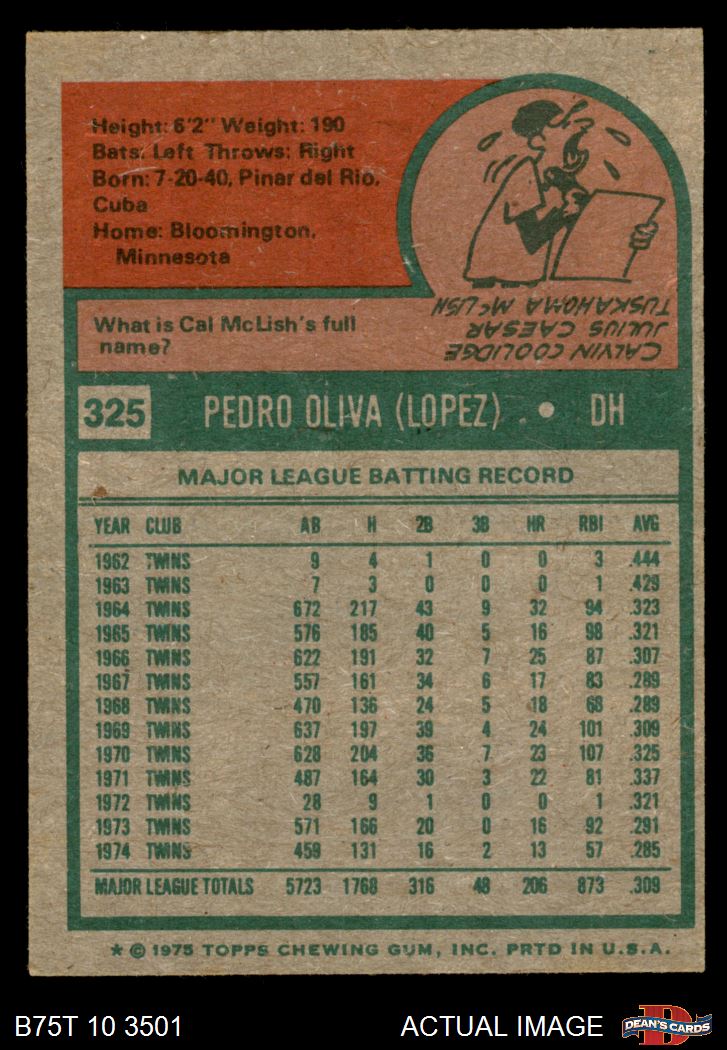 Height: 6'2" Weight: 190
Bats: Left Throws: Right
Born: 7-20-40, Pinar del Rio,
Cuba
Home: Bloomington,
Minnesota
What is Cal McLish's full
name?
CALVIN COOLIDGE
JULIUS CAESAR
TUSKAHOMA McLISH
325 PEDRO OLIVA (LOPEZ) • DH
MAJOR LEAGUE BATTING RECORD
YEAR CLUB AB H 2B 3B HR RBI AVG
1962 TWINS 9 4 1 0 0 3 .444
1963 TWINS 7 3 0 0 0 1 .429
1964 TWINS 672 217 43 9 32 94 .323
1965 TWINS 576 185 40 5 16 98 .321
1966 TWINS 622 191 32 7 25 87 .307
1967 TWINS 557 161 34 6 17 83 .289
1968 TWINS 470 136 24 5 18 68 .289
1969 TWINS 637 197 39 4 24 101 .309
1970 TWINS 628 204 36 7 23 107 .325
1971 TWINS 487 164 30 3 22 81 .337
1972 TWINS 28 9 1 0 0 1 .321
1973 TWINS 571 166 20 0 16 92 .291
1974 TWINS 459 131 16 2 13 57 .285
MAJOR LEAGUE TOTALS 5723 1768 316 48 206 873 .309
★ © 1975 TOPPS CHEWING GUM, INC. PRTD IN U.S.A.
B75T 10 3501 ACTUAL IMAGE
D
DEAN'S CARDS